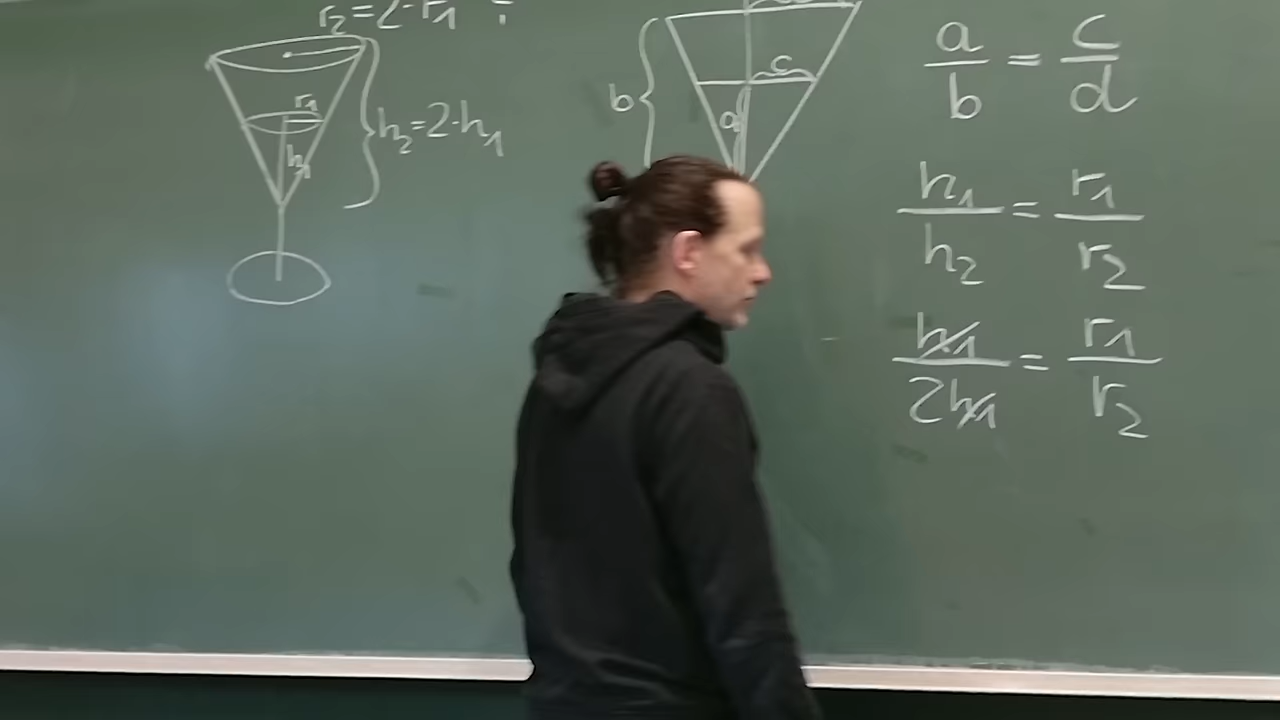 r₂=2·r₁ ?
r₁
h₁
h₂=2·h₁
b
c
a
a/b = c/d
h₁/h₂ = r₁/r₂
h₁/2h₁ = r₁/r₂